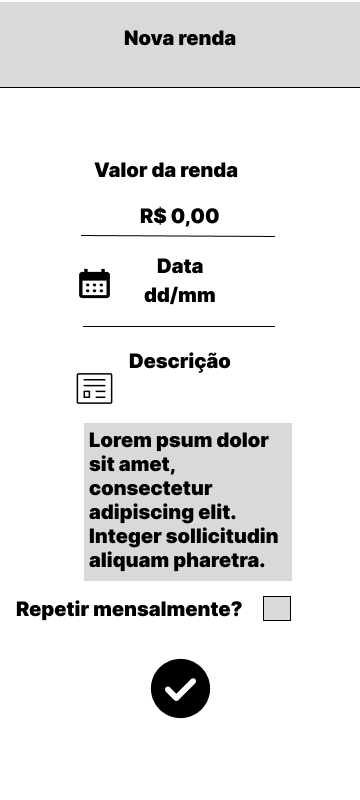 Nova renda
Valor da renda
R$ 0,00
Data
dd/mm
Descrição
Lorem psum dolor
sit amet,
consectetur
adipiscing elit.
Integer sollicitudin
aliquam pharetra.
Repetir mensalmente?